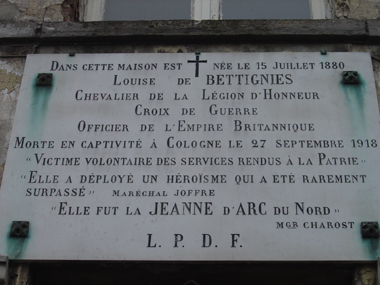 DANS CETTE MAISON EST NÉE LE 15 JUILLET 1880
LOUISE DE BETTIGNIES
CHEVALIER DE LA LÉGION D'HONNEUR
CROIX DE GUERRE
OFFICIER DE L'EMPIRE BRITANNIQUE
MORTE EN CAPTIVITÉ À COLOGNE LE 27 SEPTEMBRE 1918
"VICTIME VOLONTAIRE DES SERVICES RENDUS À LA PATRIE"
"ELLE A DÉPLOYÉ UN HÉROÏSME QUI A ETÉ RAREMENT
SURPASSÉ" MARÉCHAL JOFFRE
"ELLE FUT LA JEANNE D'ARC DU NORD"
MGR CHAROST
L. P. D. F.